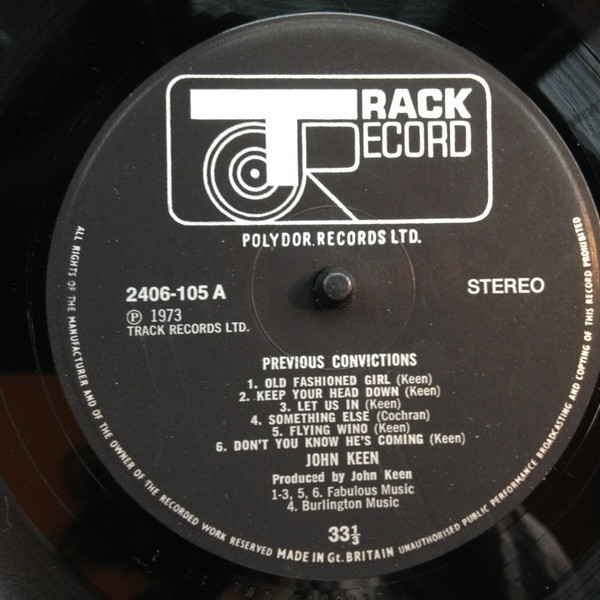 TRACK
RECORD
POLYDOR RECORDS LTD.
2406-105 A
STEREO
Ⓟ 1973
TRACK RECORDS LTD.
PREVIOUS CONVICTIONS
1. OLD FASHIONED GIRL (Keen)
2. KEEP YOUR HEAD DOWN (Keen)
3. LET US IN (Keen)
4. SOMETHING ELSE (Cochran)
5. FLYING WINO (Keen)
6. DON'T YOU KNOW HE'S COMING (Keen)
JOHN KEEN
Produced by John Keen
1-3, 5, 6. Fabulous Music
4. Burlington Music
33⅓
ALL RIGHTS OF THE MANUFACTURER AND OF THE OWNER OF THE RECORDED WORK RESERVED MADE IN Gt. BRITAIN UNAUTHORISED PUBLIC PERFORMANCE BROADCASTING AND COPYING OF THIS RECORD PROHIBITED